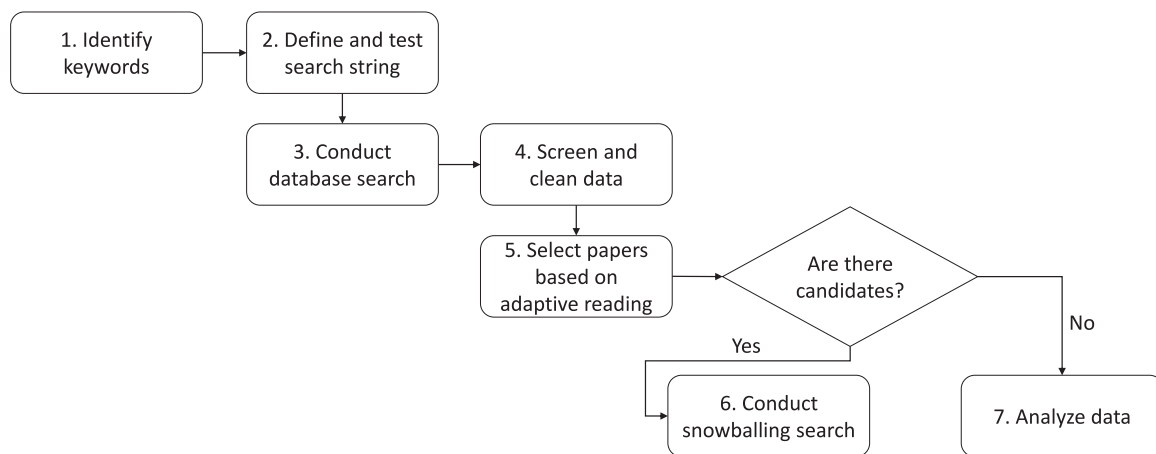 1. Identify
keywords
2. Define and test
search string
3. Conduct
database search
4. Screen and
clean data
5. Select papers
based on
adaptive reading
Are there
candidates?
Yes
No
6. Conduct
snowballing search
7. Analyze data